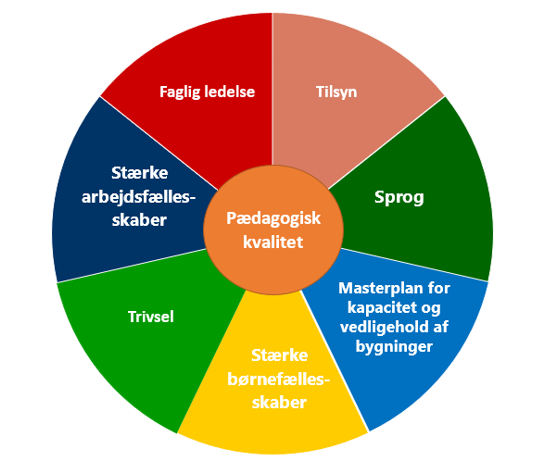 Faglig ledelse
Tilsyn
Stærke
arbejdsfælles-
skaber
Sprog
Pædagogisk
kvalitet
Masterplan for
kapacitet og
vedligehold af
bygninger
Trivsel
Stærke
børnefælles-
skaber